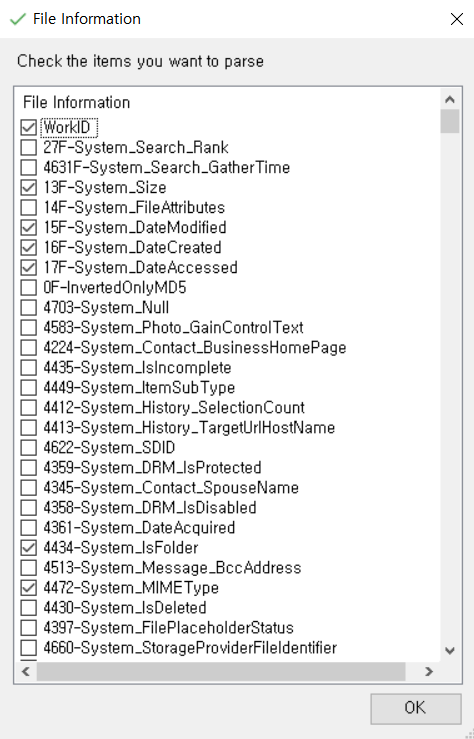 File Information
Check the items you want to parse
File Information
WorkID
27F-System_Search_Rank
4631F-System_Search_GatherTime
13F-System_Size
14F-System_FileAttributes
15F-System_DateModified
16F-System_DateCreated
17F-System_DateAccessed
0F-InvertedOnlyMD5
4703-System_Null
4583-System_Photo_GainControlText
4224-System_Contact_BusinessHomePage
4435-System_IsIncomplete
4449-System_ItemSubType
4412-System_History_SelectionCount
4413-System_History_TargetUrlHostName
4622-System_SDID
4359-System_DRM_IsProtected
4345-System_Contact_SpouseName
4358-System_DRM_IsDisabled
4361-System_DateAcquired
4434-System_IsFolder
4513-System_Message_BccAddress
4472-System_MIMEType
4430-System_IsDeleted
4397-System_FilePlaceholderStatus
4660-System_StorageProviderFileIdentifier
OK